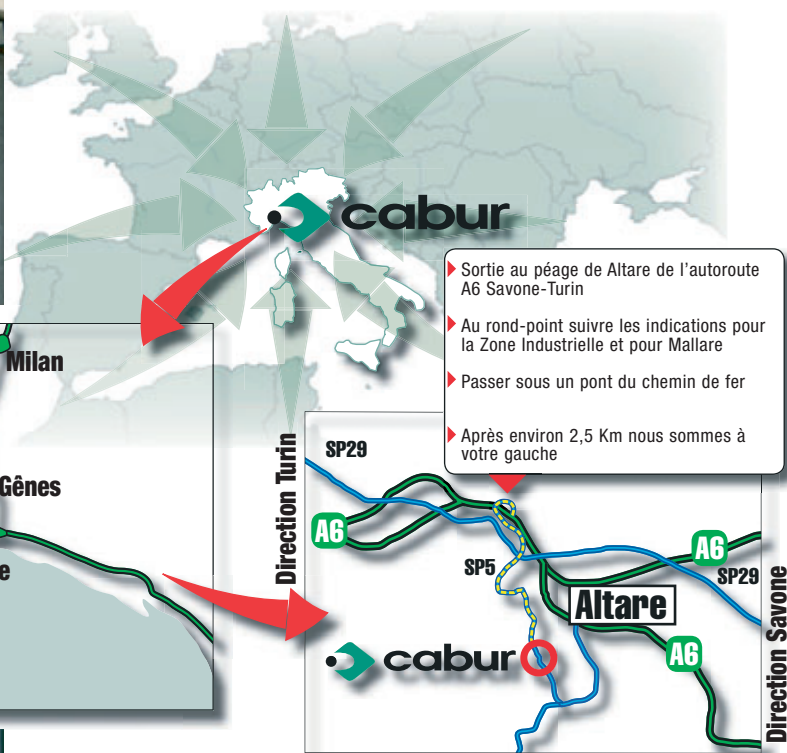 cabur
Sortie au péage de Altare de l'autoroute
A6 Savone-Turin
Au rond-point suivre les indications pour
la Zone Industrielle et pour Mallare
Passer sous un pont du chemin de fer
Après environ 2,5 Km nous sommes à
votre gauche
Milan
Gênes
e
Direction Turin
SP29
A6
SP5
A6
SP29
Altare
A6
cabur
Direction Savone